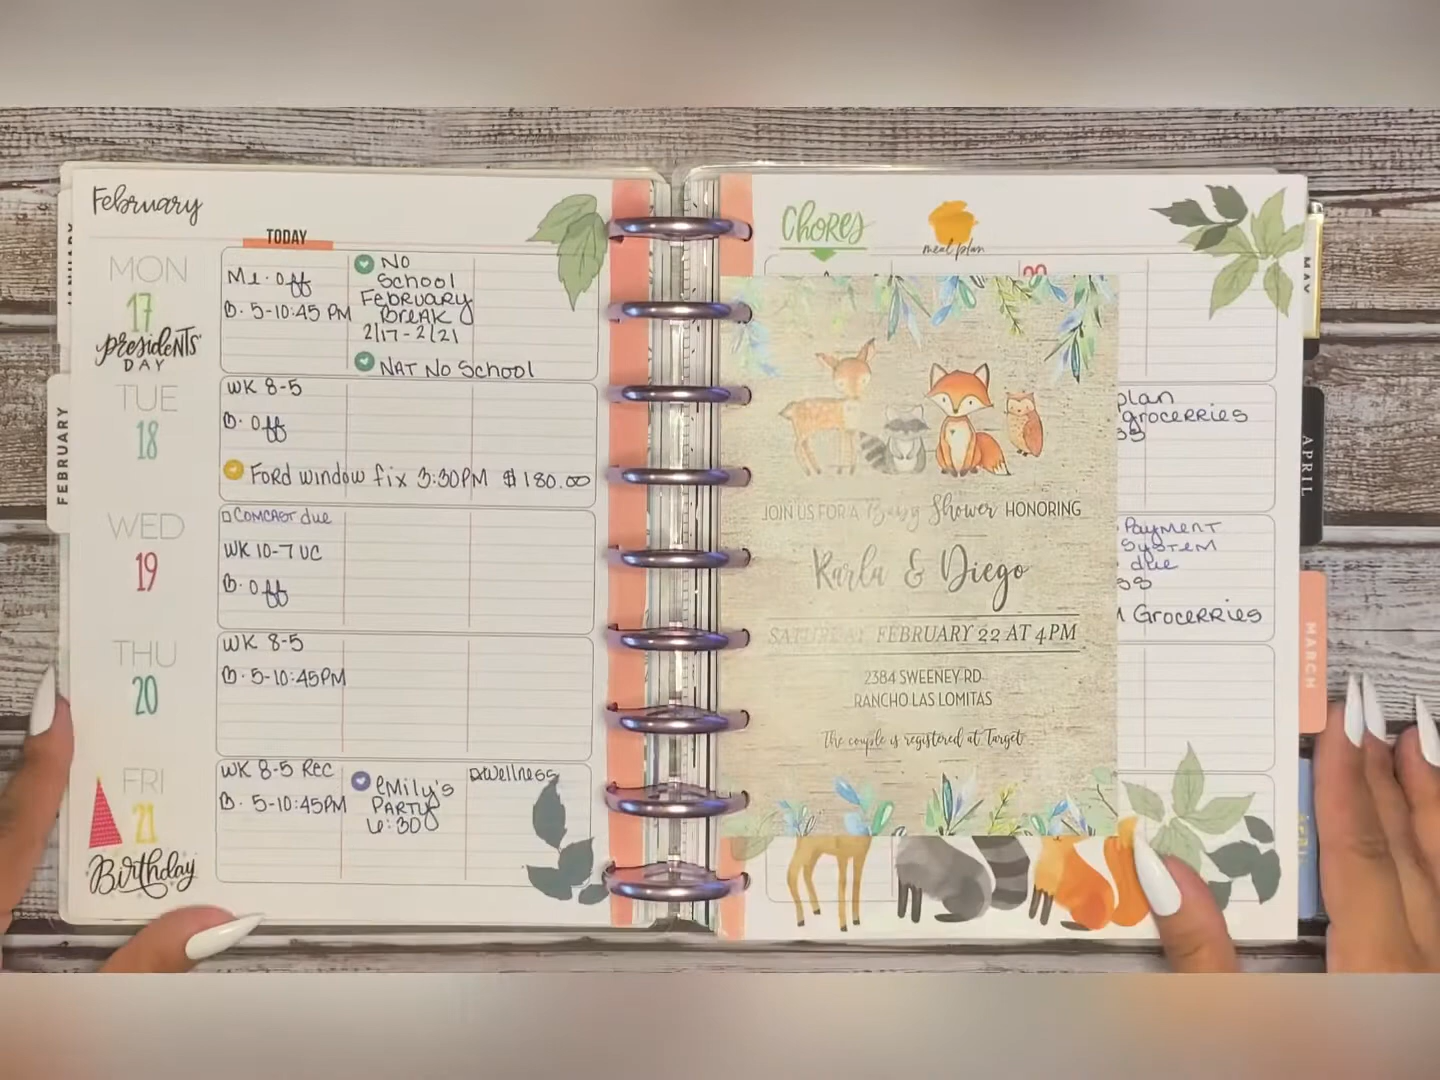 February
TODAY
MON
17
presidents'
DAY
Me. off
B. 5-10:45 PM
NO
School
February
Break
2/17-2/21
NAT No School
TUE
18
WK 8-5
B. off
Ford window fix 3:30PM $180.00
WED
19
Comcast due
WK 10-7 UC
B. off
THU
20
WK 8-5
B. 5-10:45PM
FRI
21
Birthday
WK 8-5 Rec
B. 5-10:45PM
emily's
Party
6:30
Wellness
JANUARY
FEBRUARY
CHORES
meal plan
JOIN US FOR A Baby Shower HONORING
Karla & Diego
SATURDAY, FEBRUARY 22 AT 4PM
2384 SWEENEY RD
RANCHO LAS LOMITAS
The couple is registered at Target
plan
groceries
Payment
System
due
Groceries
MAY
APRIL
MARCH